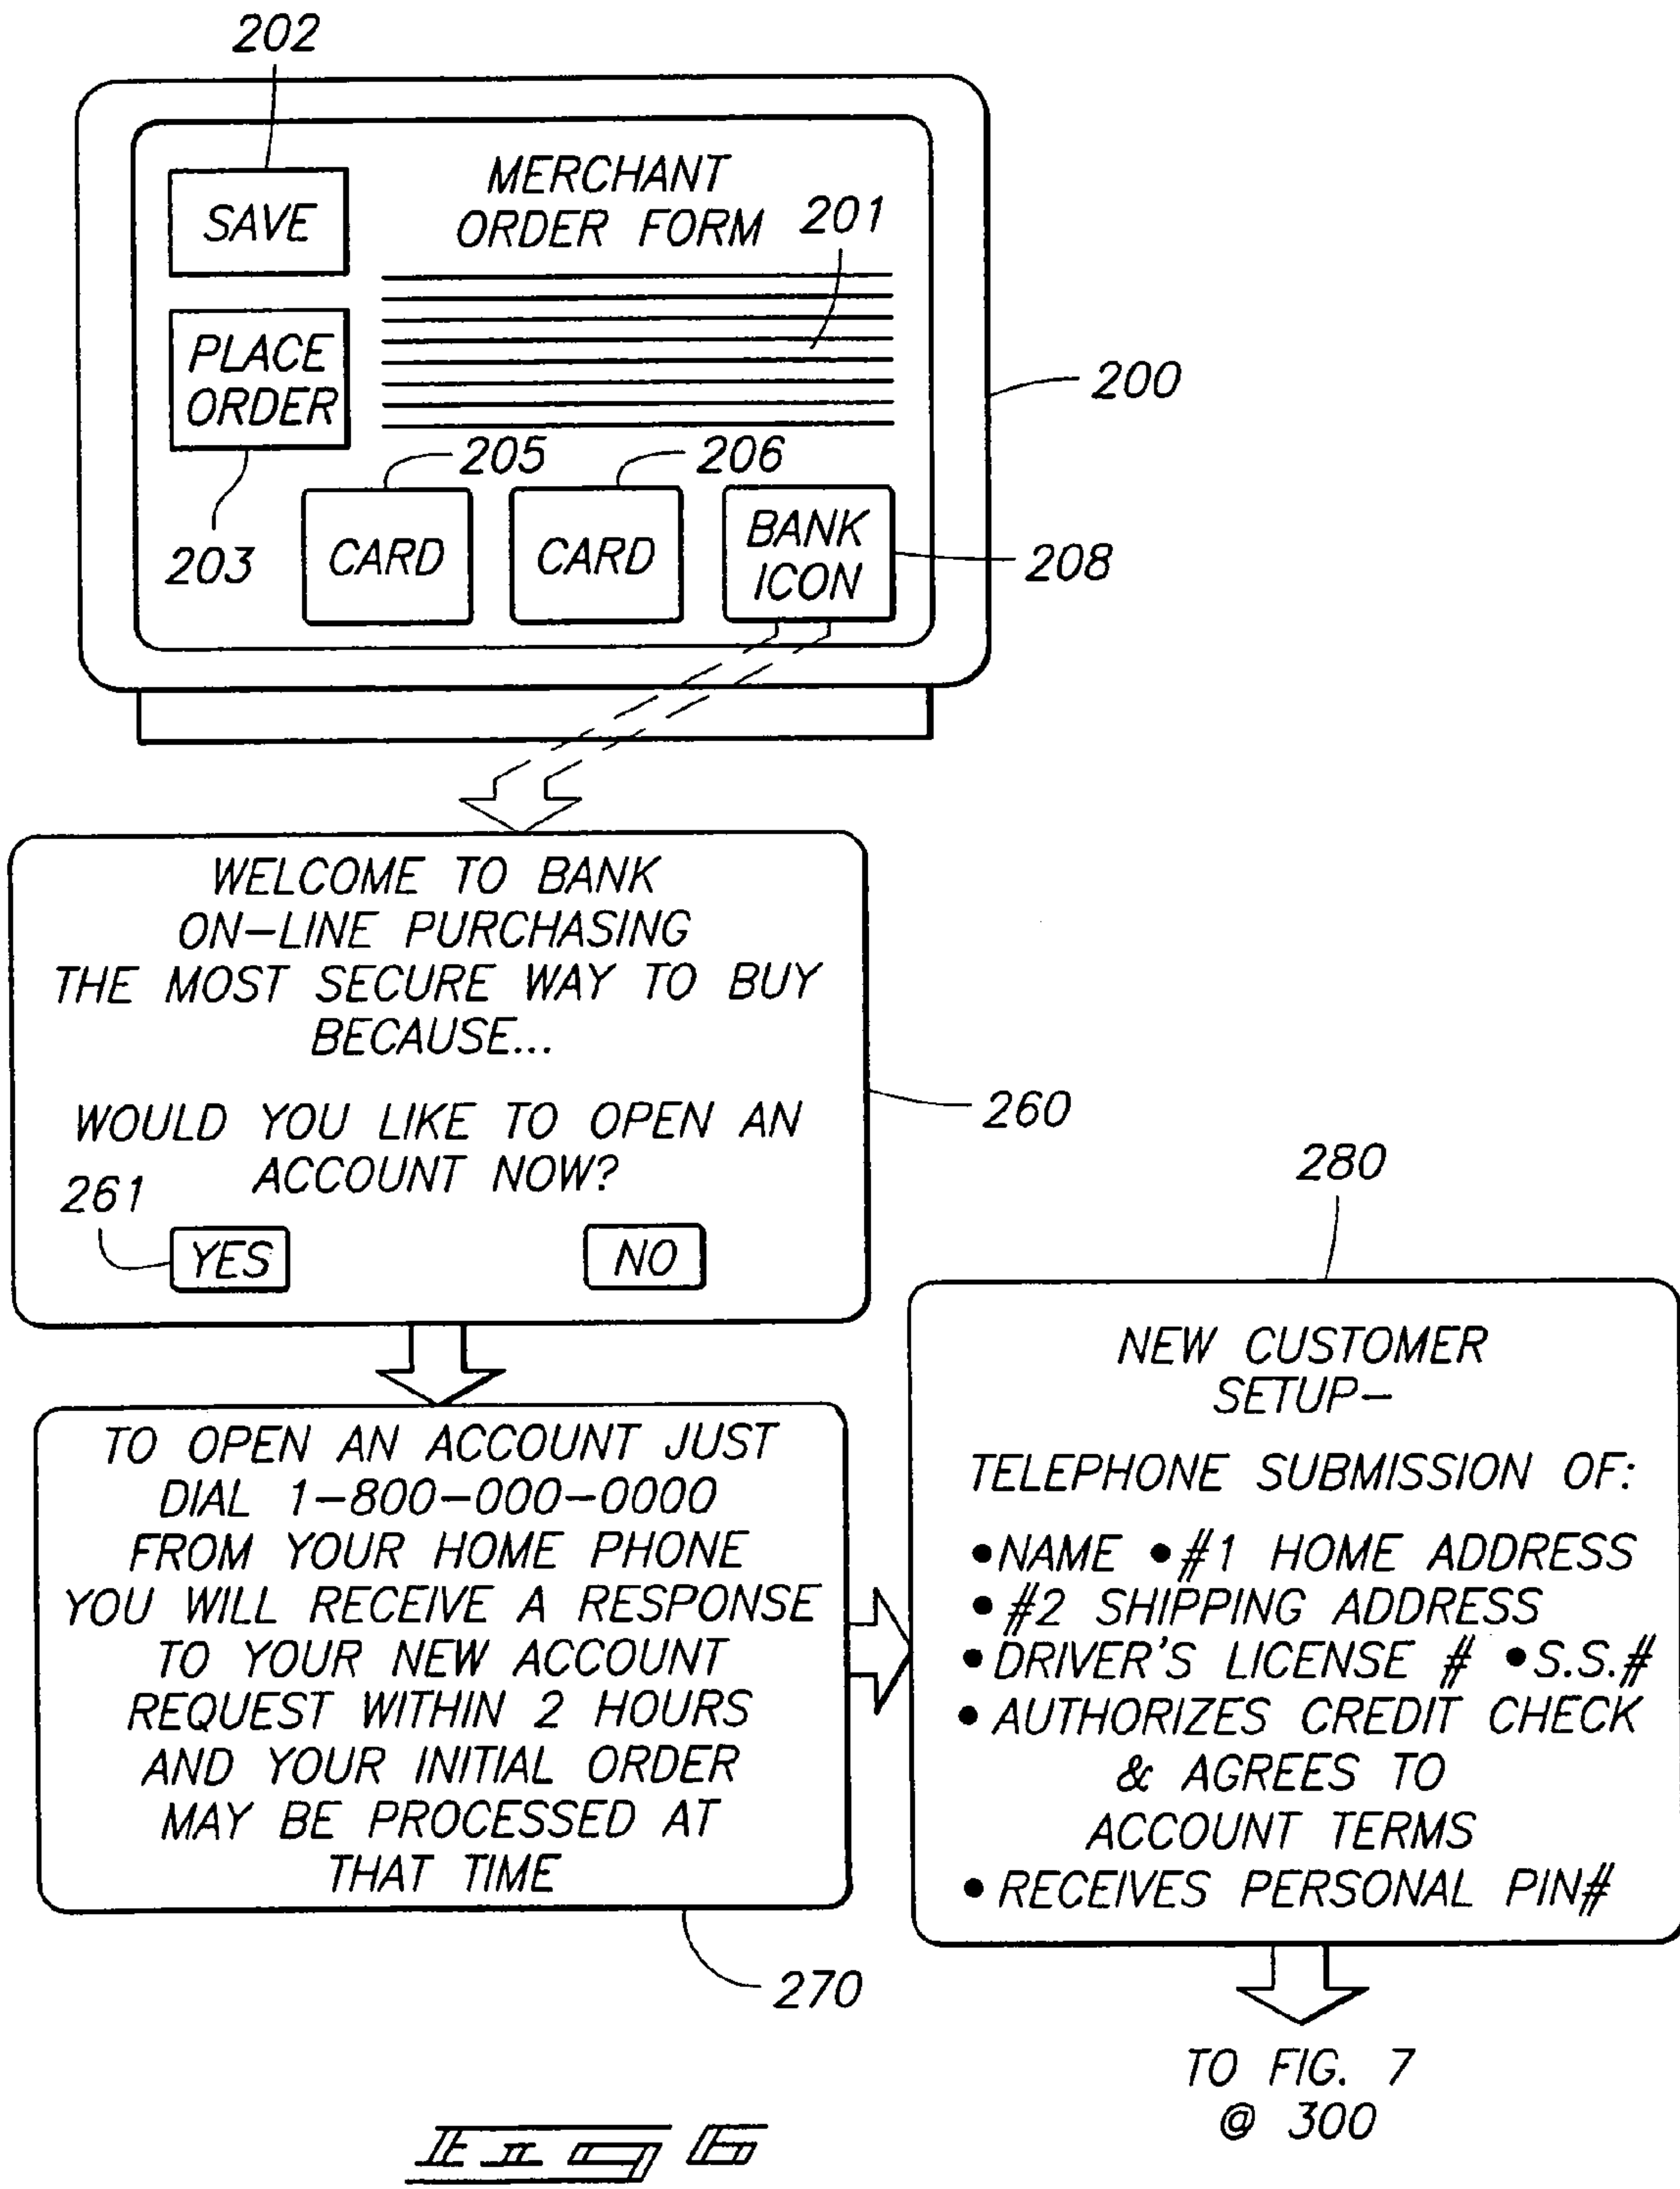 202
SAVE
MERCHANT
ORDER FORM
201
PLACE
ORDER
200
205
206
203
CARD
CARD
BANK
ICON
208
WELCOME TO BANK
ON-LINE PURCHASING
THE MOST SECURE WAY TO BUY
BECAUSE...
WOULD YOU LIKE TO OPEN AN
ACCOUNT NOW?
260
261
YES
NO
TO OPEN AN ACCOUNT JUST
DIAL 1-800-000-0000
FROM YOUR HOME PHONE
YOU WILL RECEIVE A RESPONSE
TO YOUR NEW ACCOUNT
REQUEST WITHIN 2 HOURS
AND YOUR INITIAL ORDER
MAY BE PROCESSED AT
THAT TIME
270
280
NEW CUSTOMER
SETUP-
TELEPHONE SUBMISSION OF:
•NAME •#1 HOME ADDRESS
•#2 SHIPPING ADDRESS
•DRIVER'S LICENSE # •S.S.#
•AUTHORIZES CREDIT CHECK
& AGREES TO
ACCOUNT TERMS
•RECEIVES PERSONAL PIN#
TO FIG. 7
@ 300
FIG 6